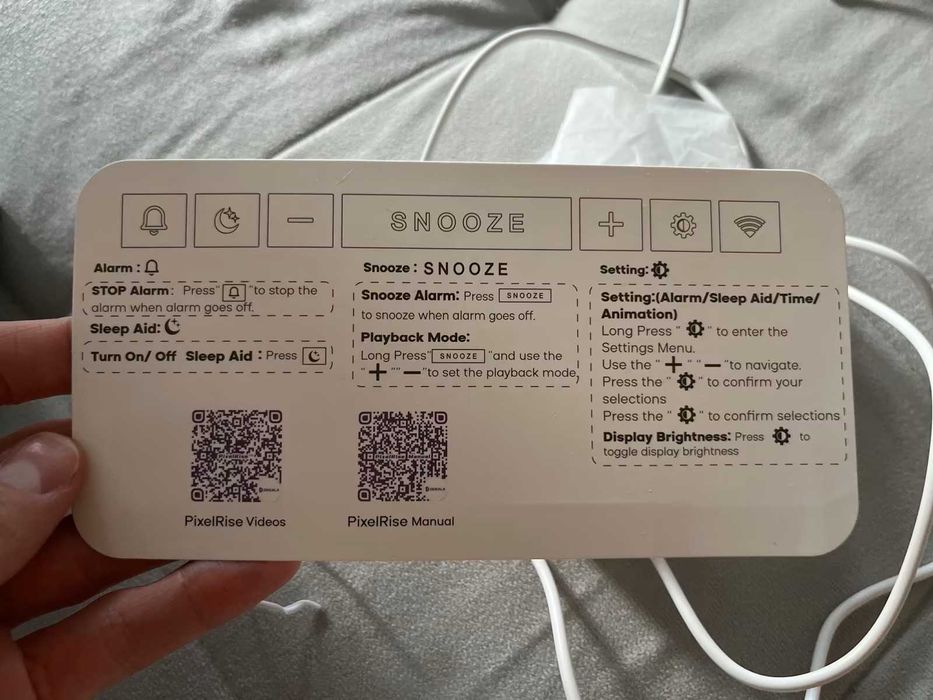 SNOOZE
Alarm :
STOP Alarm: Press" "to stop the
alarm when alarm goes off.
Sleep Aid:
Turn On/ Off Sleep Aid : Press
PixelRise
PixelRise Videos
Snooze : SNOOZE
Snooze Alarm: Press SNOOZE
to snooze when alarm goes off.
Playback Mode:
Long Press" SNOOZE "and use the
" + "" — "to set the playback mode
PixelRise Manual
PixelRise Manual
Setting:
Setting:(Alarm/Sleep Aid/Time/
Animation)
Long Press " " to enter the
Settings Menu.
Use the " + " " — "to navigate.
Press the " " to confirm your
selections
Press the " " to confirm selections
Display Brightness: Press to
toggle display brightness